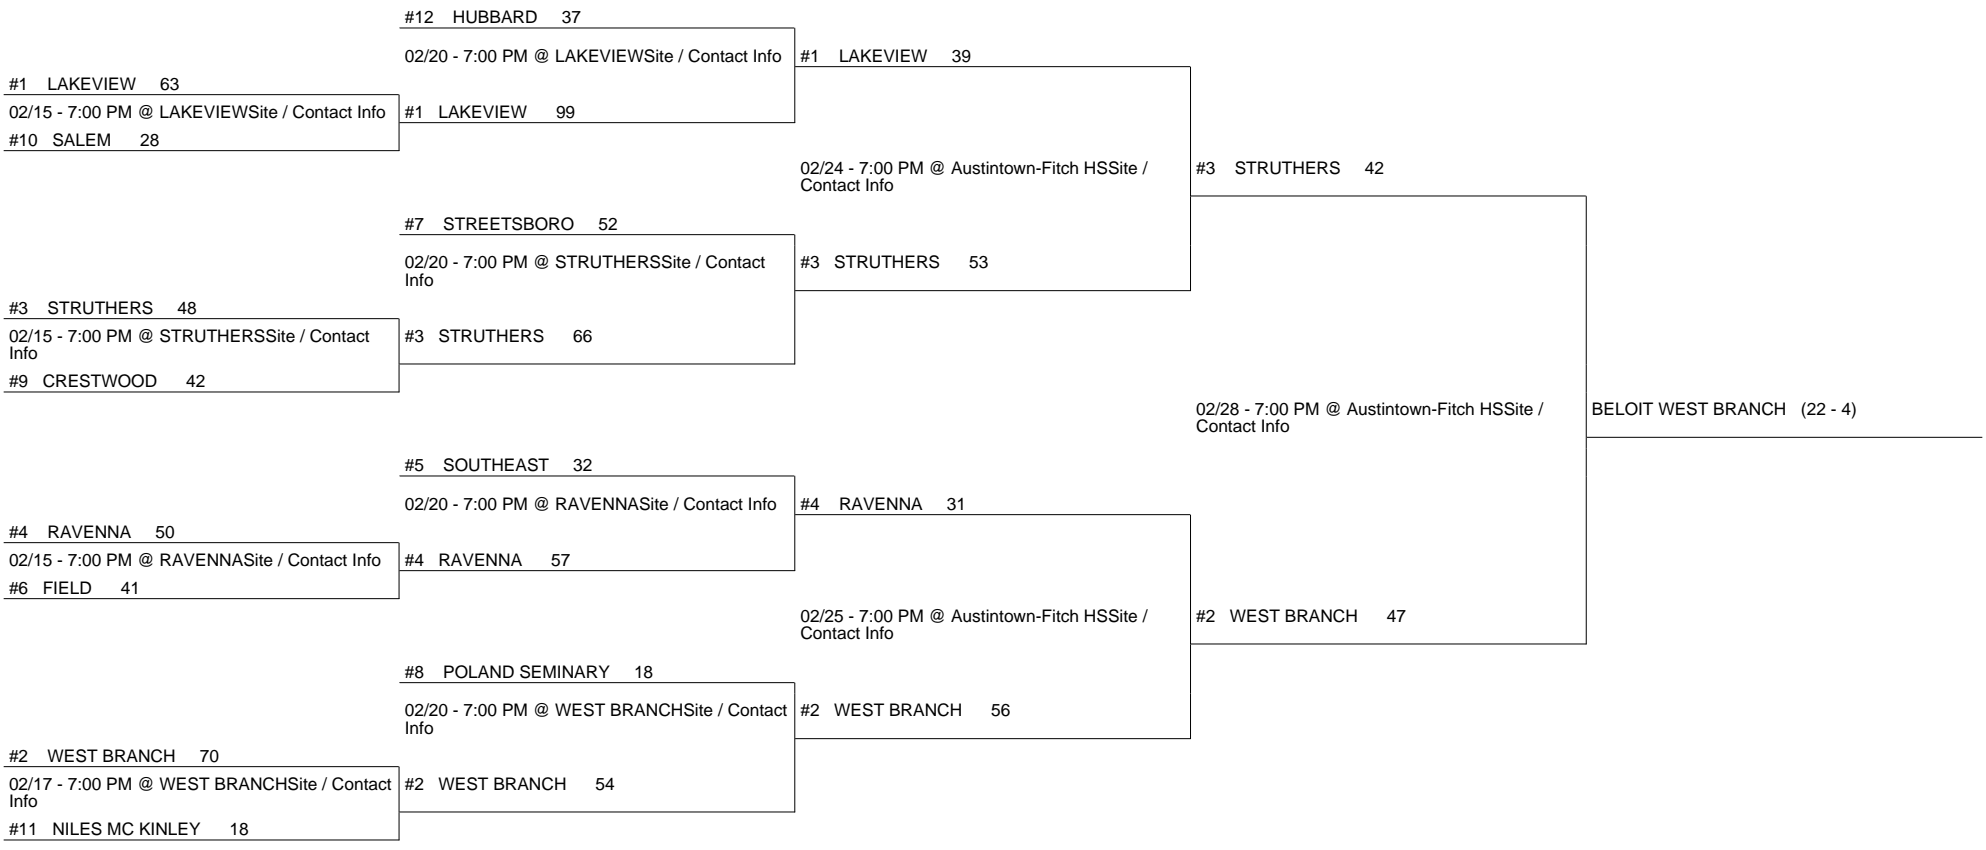 #12 HUBBARD 37
02/20 - 7:00 PM @ LAKEVIEWSite / Contact Info
#1 LAKEVIEW 39
#1 LAKEVIEW 63
02/15 - 7:00 PM @ LAKEVIEWSite / Contact Info
#1 LAKEVIEW 99
#10 SALEM 28
02/24 - 7:00 PM @ Austintown-Fitch HSSite /
Contact Info
#3 STRUTHERS 42
#7 STREETSBORO 52
02/20 - 7:00 PM @ STRUTHERSSite / Contact
Info
#3 STRUTHERS 53
#3 STRUTHERS 48
02/15 - 7:00 PM @ STRUTHERSSite / Contact
Info
#3 STRUTHERS 66
#9 CRESTWOOD 42
02/28 - 7:00 PM @ Austintown-Fitch HSSite /
Contact Info
BELOIT WEST BRANCH (22 - 4)
#5 SOUTHEAST 32
02/20 - 7:00 PM @ RAVENNASite / Contact Info
#4 RAVENNA 31
#4 RAVENNA 50
02/15 - 7:00 PM @ RAVENNASite / Contact Info
#4 RAVENNA 57
#6 FIELD 41
02/25 - 7:00 PM @ Austintown-Fitch HSSite /
Contact Info
#2 WEST BRANCH 47
#8 POLAND SEMINARY 18
02/20 - 7:00 PM @ WEST BRANCHSite / Contact
Info
#2 WEST BRANCH 56
#2 WEST BRANCH 70
02/17 - 7:00 PM @ WEST BRANCHSite / Contact
Info
#2 WEST BRANCH 54
#11 NILES MC KINLEY 18